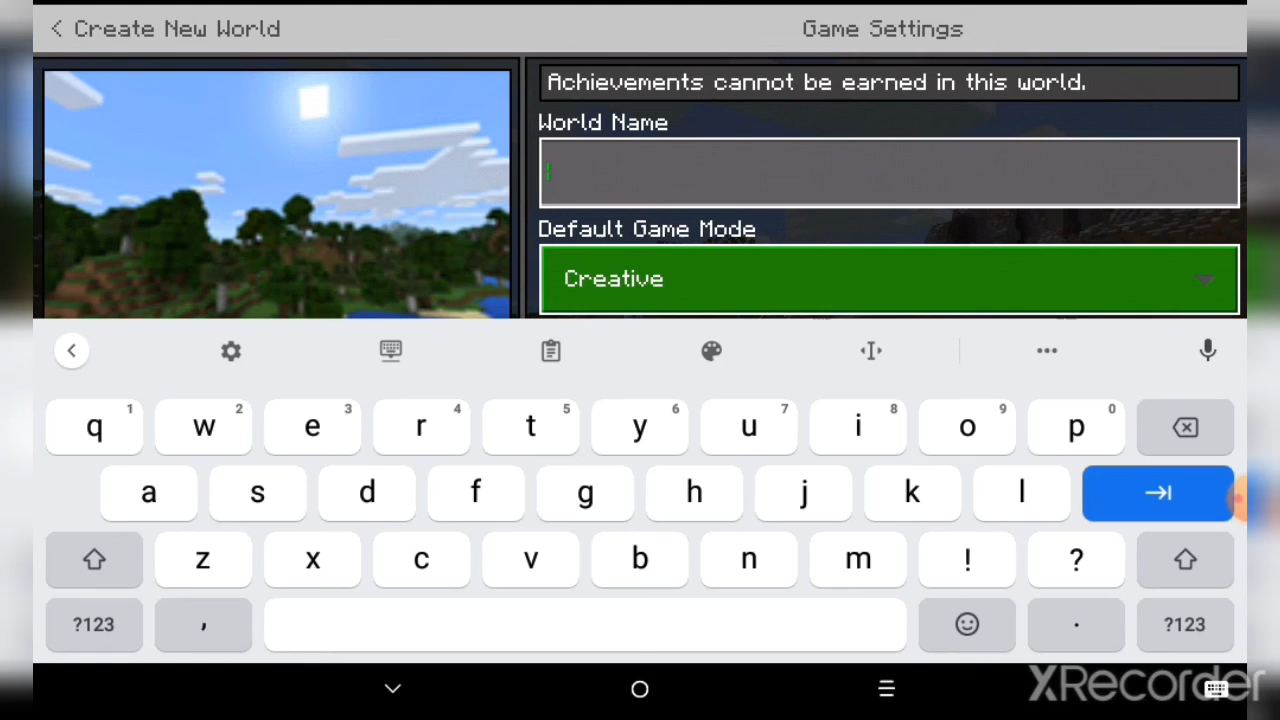 Create New World
Game Settings
Achievements cannot be earned in this world.
World Name
Default Game Mode
Creative
q 1 w 2 e 3 r 4 t 5 y 6 u 7 i 8 o 9 p 0
a s d f g h j k l
z x c v b n m ! ?
?123 , . ?123
XRecorder